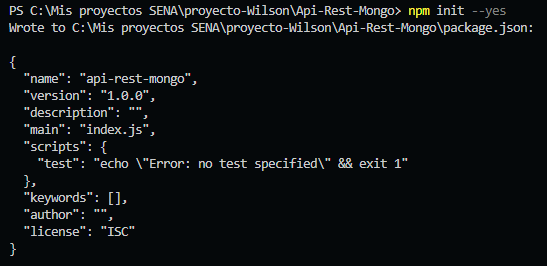 PS C:\Mis proyectos SENA\proyecto-Wilson\Api-Rest-Mongo> npm init --yes
Wrote to C:\Mis proyectos SENA\proyecto-Wilson\Api-Rest-Mongo\package.json:

{
  "name": "api-rest-mongo",
  "version": "1.0.0",
  "description": "",
  "main": "index.js",
  "scripts": {
    "test": "echo \"Error: no test specified\" && exit 1"
  },
  "keywords": [],
  "author": "",
  "license": "ISC"
}